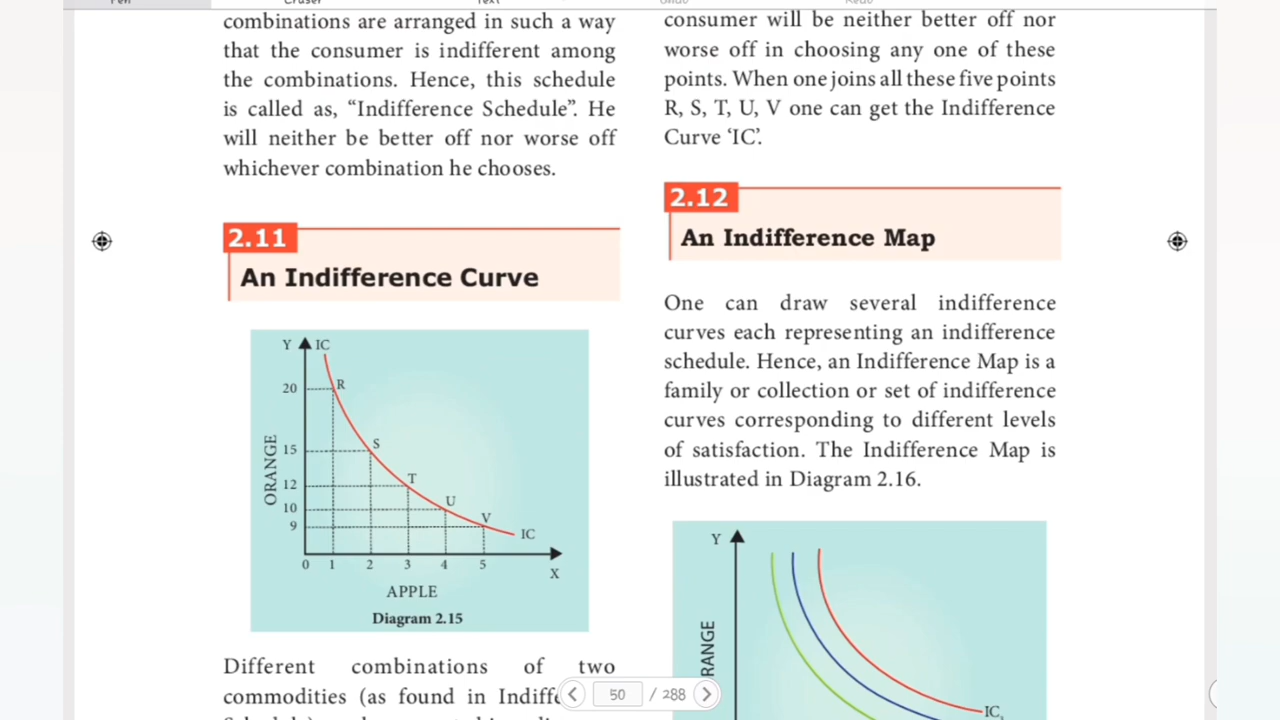 combinations are arranged in such a way
that the consumer is indifferent among
the combinations. Hence, this schedule
is called as, “Indifference Schedule”. He
will neither be better off nor worse off
whichever combination he chooses.
2.11
An Indifference Curve
Y IC
20 R
15 S
12 T
10 U
9 V
IC
ORANGE
0 1 2 3 4 5
X
APPLE
Diagram 2.15
Different combinations of two
commodities (as found in
consumer will be neither better off nor
worse off in choosing any one of these
points. When one joins all these five points
R, S, T, U, V one can get the Indifference
Curve ‘IC’.
2.12
An Indifference Map
One can draw several indifference
curves each representing an indifference
schedule. Hence, an Indifference Map is a
family or collection or set of indifference
curves corresponding to different levels
of satisfaction. The Indifference Map is
illustrated in Diagram 2.16.
Y
RANGE
IC
50 / 288